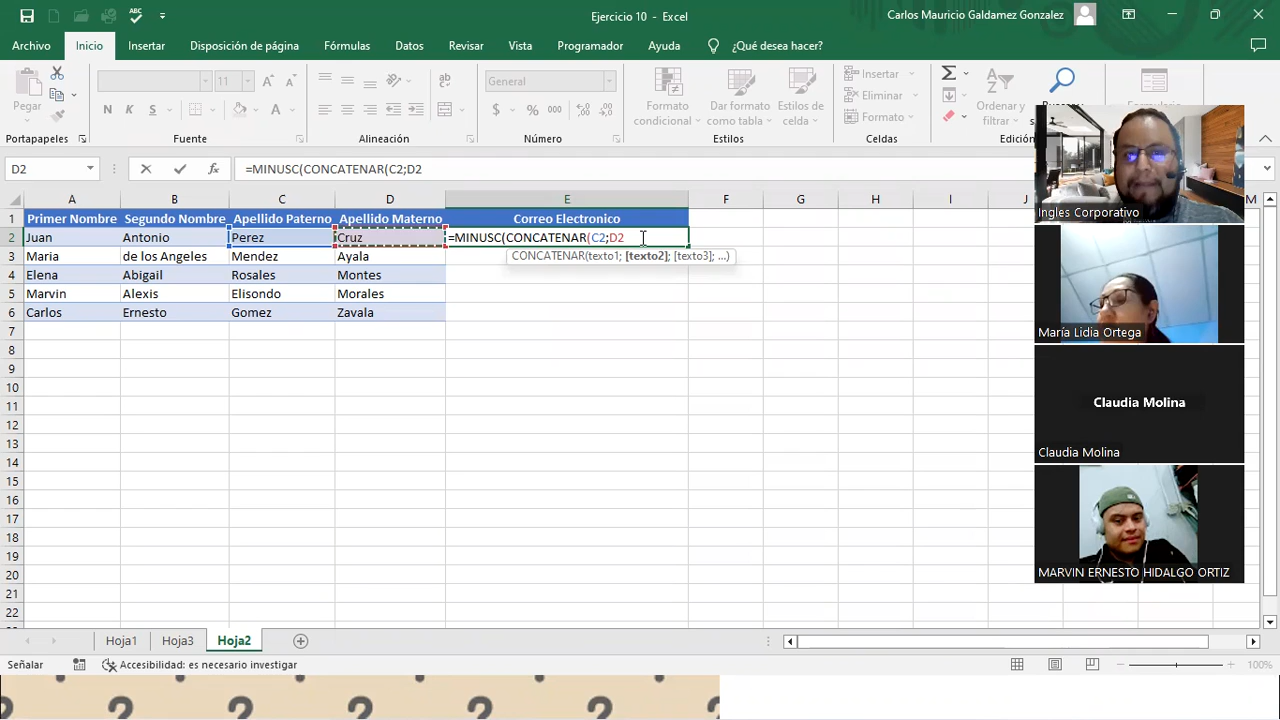 Ejercicio 10 - Excel
Carlos Mauricio Galdamez Gonzalez
Archivo Inicio Insertar Disposición de página Fórmulas Datos Revisar Vista Programador Ayuda ¿Qué desea hacer?
Pegar
11
N K S
General
$ % 000
Formato condicional
Dar formato como tabla
Estilos de celda
Insertar
Eliminar
Formato
Ordenar y
Portapapeles Fuente Alineación Número Estilos Celdas
D2 =MINUSC(CONCATENAR(C2;D2
A B C D E F G H I J M
1 Primer Nombre Segundo Nombre Apellido Paterno Apellido Materno Correo Electronico
2 Juan Antonio Perez Cruz =MINUSC(CONCATENAR(C2;D2
3 Maria de los Angeles Mendez Ayala
CONCATENAR(texto1; [texto2]; [texto3]; ...)
4 Elena Abigail Rosales Montes
5 Marvin Alexis Elisondo Morales
6 Carlos Ernesto Gomez Zavala
7
8
9
10
11
12
13
14
15
16
17
18
19
20
21
22
Ingles Corporativo
María Lidia Ortega
Claudia Molina
Claudia Molina
MARVIN ERNESTO HIDALGO ORTIZ
Hoja1 Hoja3 Hoja2
Señalar Accesibilidad: es necesario investigar 100%